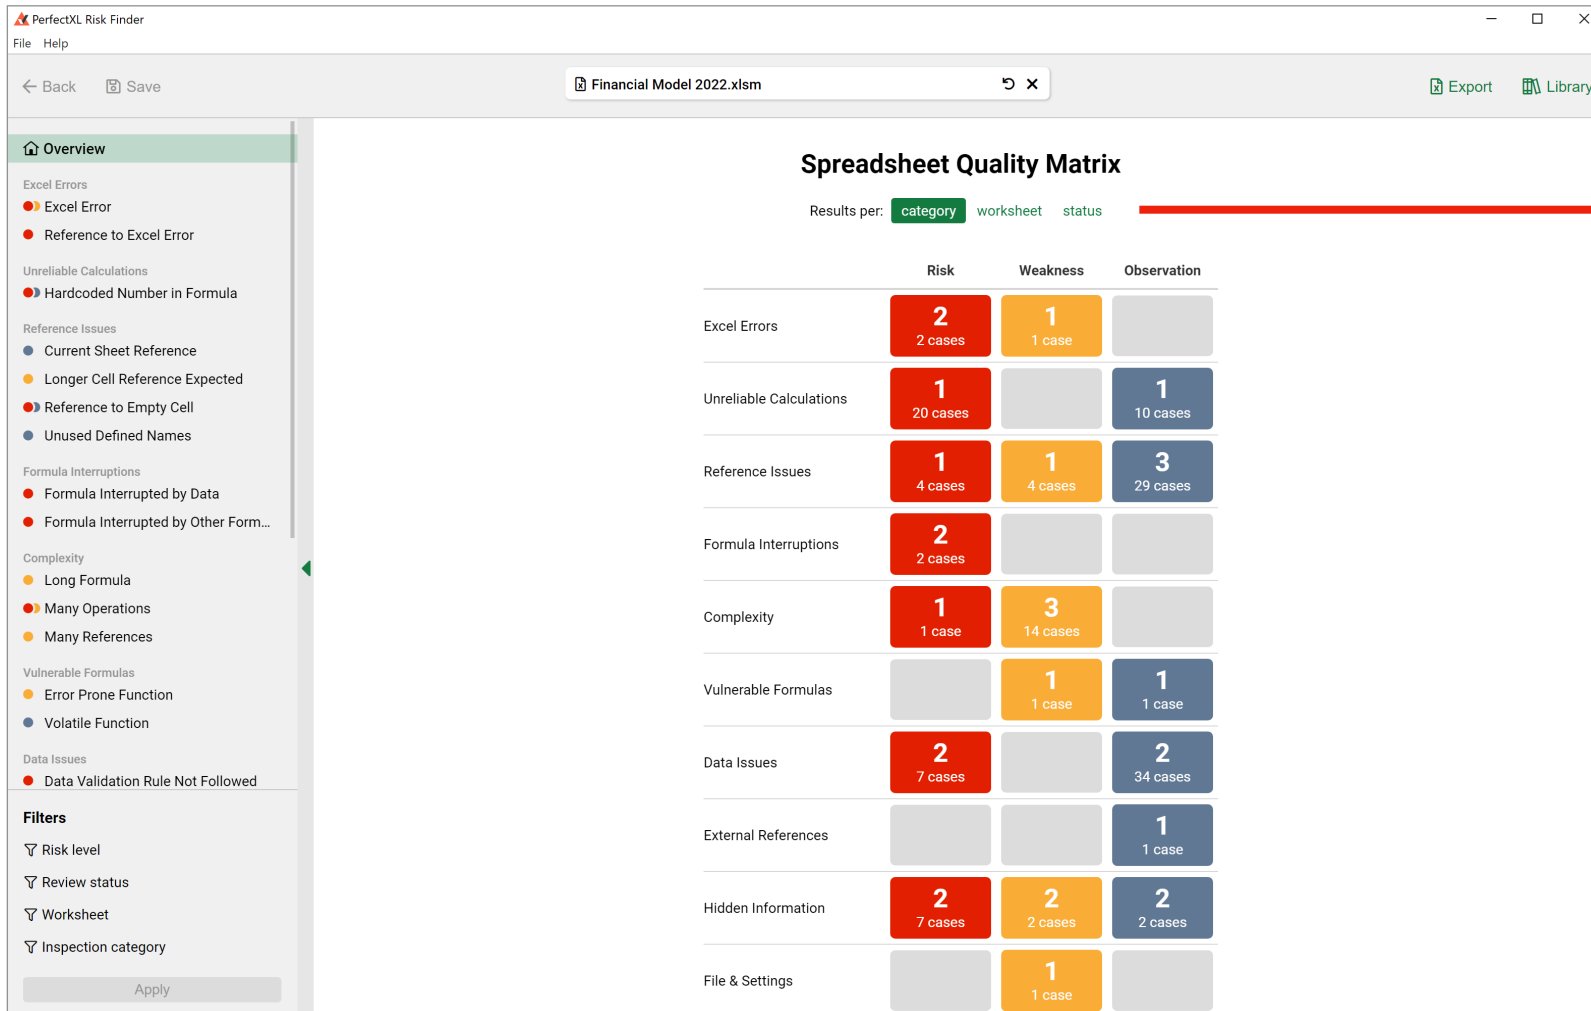 PerfectXL Risk Finder
File Help
Back Save Financial Model 2022.xlsm Export Library
Overview
Excel Errors
Excel Error
Reference to Excel Error
Unreliable Calculations
Hardcoded Number in Formula
Reference Issues
Current Sheet Reference
Longer Cell Reference Expected
Reference to Empty Cell
Unused Defined Names
Formula Interruptions
Formula Interrupted by Data
Formula Interrupted by Other Form...
Complexity
Long Formula
Many Operations
Many References
Vulnerable Formulas
Error Prone Function
Volatile Function
Data Issues
Data Validation Rule Not Followed
Filters
Risk level
Review status
Worksheet
Inspection category
Apply
Spreadsheet Quality Matrix
Results per: category worksheet status
Risk Weakness Observation
Excel Errors
2 1
2 cases 1 case
Unreliable Calculations
1 1
20 cases 10 cases
Reference Issues
1 1 3
4 cases 4 cases 29 cases
Formula Interruptions
2
2 cases
Complexity
1 3
1 case 14 cases
Vulnerable Formulas
1 1
1 case 1 case
Data Issues
2 2
7 cases 34 cases
External References
1
1 case
Hidden Information
2 2 2
7 cases 2 cases 2 cases
File & Settings
1
1 case